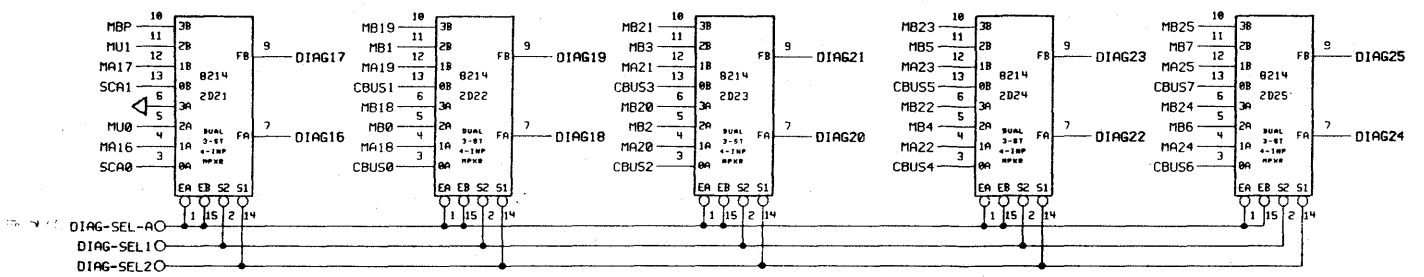 10 MBP 3B
11 MU1 2B
FB 9 DIAG17
12 MA17 1B
13 SCA1 0B
8214
2D21
6 3A
5 MU0 2A
FA 7 DIAG16
4 MA16 1A
3 SCA0 0A
DUAL
3-ST
4-INP
MPXR
EA EB S2 S1
1 15 2 14
10 MB19 3B
11 MB1 2B
FB 9 DIAG19
12 MA19 1B
13 CBUS1 0B
8214
2D22
6 MB18 3A
5 MB0 2A
FA 7 DIAG18
4 MA18 1A
3 CBUS0 0A
DUAL
3-ST
4-INP
MPXR
EA EB S2 S1
1 15 2 14
10 MB21 3B
11 MB3 2B
FB 9 DIAG21
12 MA21 1B
13 CBUS3 0B
8214
2D23
6 MB20 3A
5 MB2 2A
FA 7 DIAG20
4 MA20 1A
3 CBUS2 0A
DUAL
3-ST
4-INP
MPXR
EA EB S2 S1
1 15 2 14
10 MB23 3B
11 MB5 2B
FB 9 DIAG23
12 MA23 1B
13 CBUS5 0B
8214
2D24
6 MB22 3A
5 MB4 2A
FA 7 DIAG22
4 MA22 1A
3 CBUS4 0A
DUAL
3-ST
4-INP
MPXR
EA EB S2 S1
1 15 2 14
10 MB25 3B
11 MB7 2B
FB 9 DIAG25
12 MA25 1B
13 CBUS7 0B
8214
2D25
6 MB24 3A
5 MB6 2A
FA 7 DIAG24
4 MA24 1A
3 CBUS6 0A
DUAL
3-ST
4-INP
MPXR
EA EB S2 S1
1 15 2 14
DIAG-SEL-A
DIAG-SEL1
DIAG-SEL2